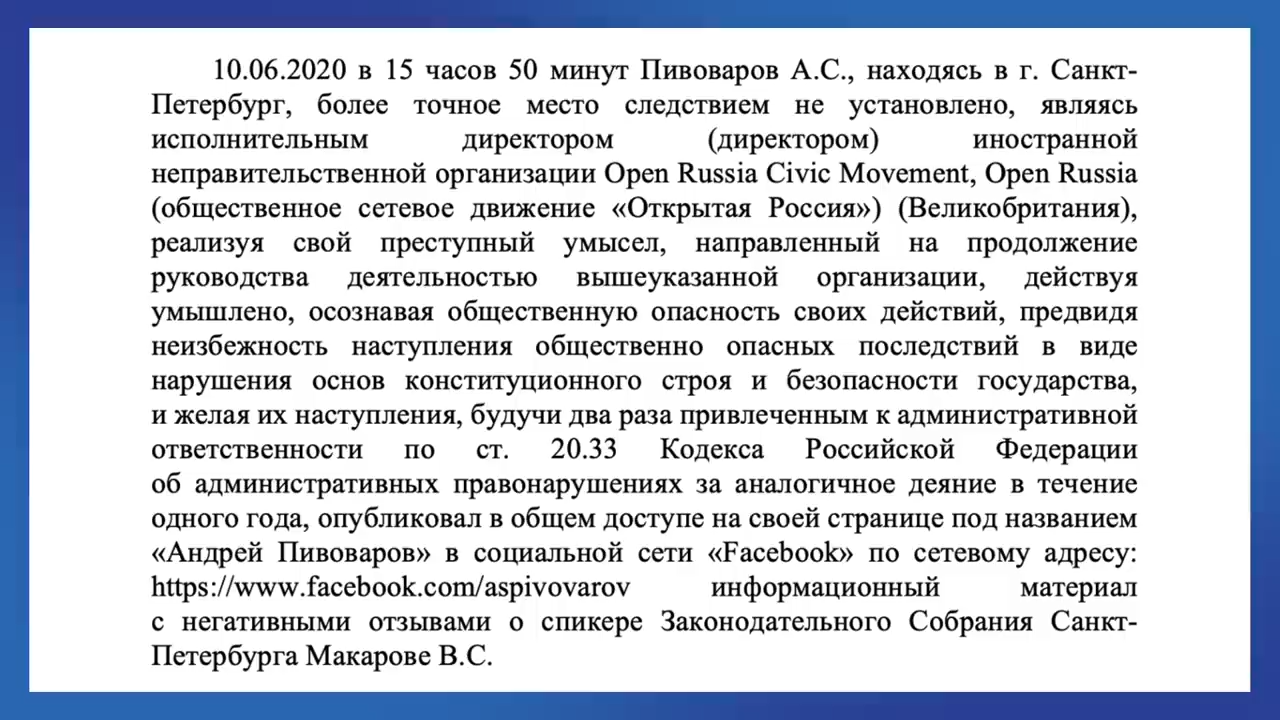 10.06.2020 в 15 часов 50 минут Пивоваров А.С., находясь в г. Санкт-
Петербург, более точное место следствием не установлено, являясь
исполнительным директором (директором) иностранной
неправительственной организации Open Russia Civic Movement, Open Russia
(общественное сетевое движение «Открытая Россия») (Великобритания),
реализуя свой преступный умысел, направленный на продолжение
руководства деятельностью вышеуказанной организации, действуя
умышлено, осознавая общественную опасность своих действий, предвидя
неизбежность наступления общественно опасных последствий в виде
нарушения основ конституционного строя и безопасности государства,
и желая их наступления, будучи два раза привлеченным к административной
ответственности по ст. 20.33 Кодекса Российской Федерации
об административных правонарушениях за аналогичное деяние в течение
одного года, опубликовал в общем доступе на своей странице под названием
«Андрей Пивоваров» в социальной сети «Facebook» по сетевому адресу:
https://www.facebook.com/aspivovarov информационный материал
с негативными отзывами о спикере Законодательного Собрания Санкт-
Петербурга Макарове В.С.